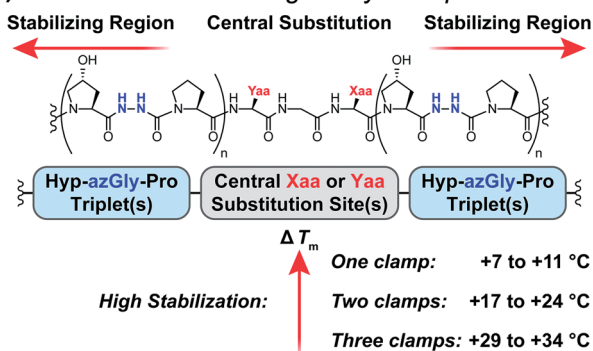 Stabilizing Region
Central Substitution
Stabilizing Region
OH
OH
Yaa
Xaa
N
O
H H
N N
O
N
O
n
H
N
O
H
N
O
H
N
O
N
O
H H
N N
O
N
O
n
Hyp-azGly-Pro
Triplet(s)
Central Xaa or Yaa
Substitution Site(s)
Hyp-azGly-Pro
Triplet(s)
Δ Tm
High Stabilization:
One clamp: +7 to +11 °C
Two clamps: +17 to +24 °C
Three clamps: +29 to +34 °C